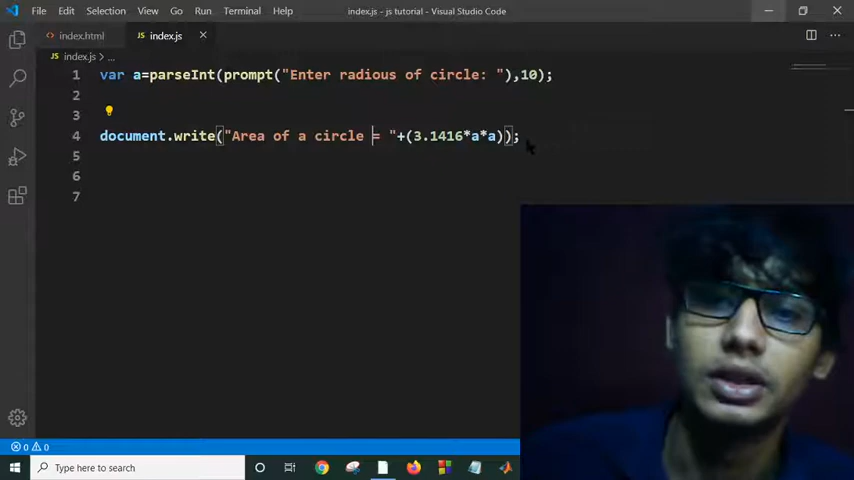 File Edit Selection View Go Run Terminal Help index.js - js tutorial - Visual Studio Code
index.html JS index.js
JS index.js > ...
1 var a=parseInt(prompt("Enter radious of circle: "),10);
2
3
4 document.write("Area of a circle = "+(3.1416*a*a));
5
6
7
0 0
Type here to search